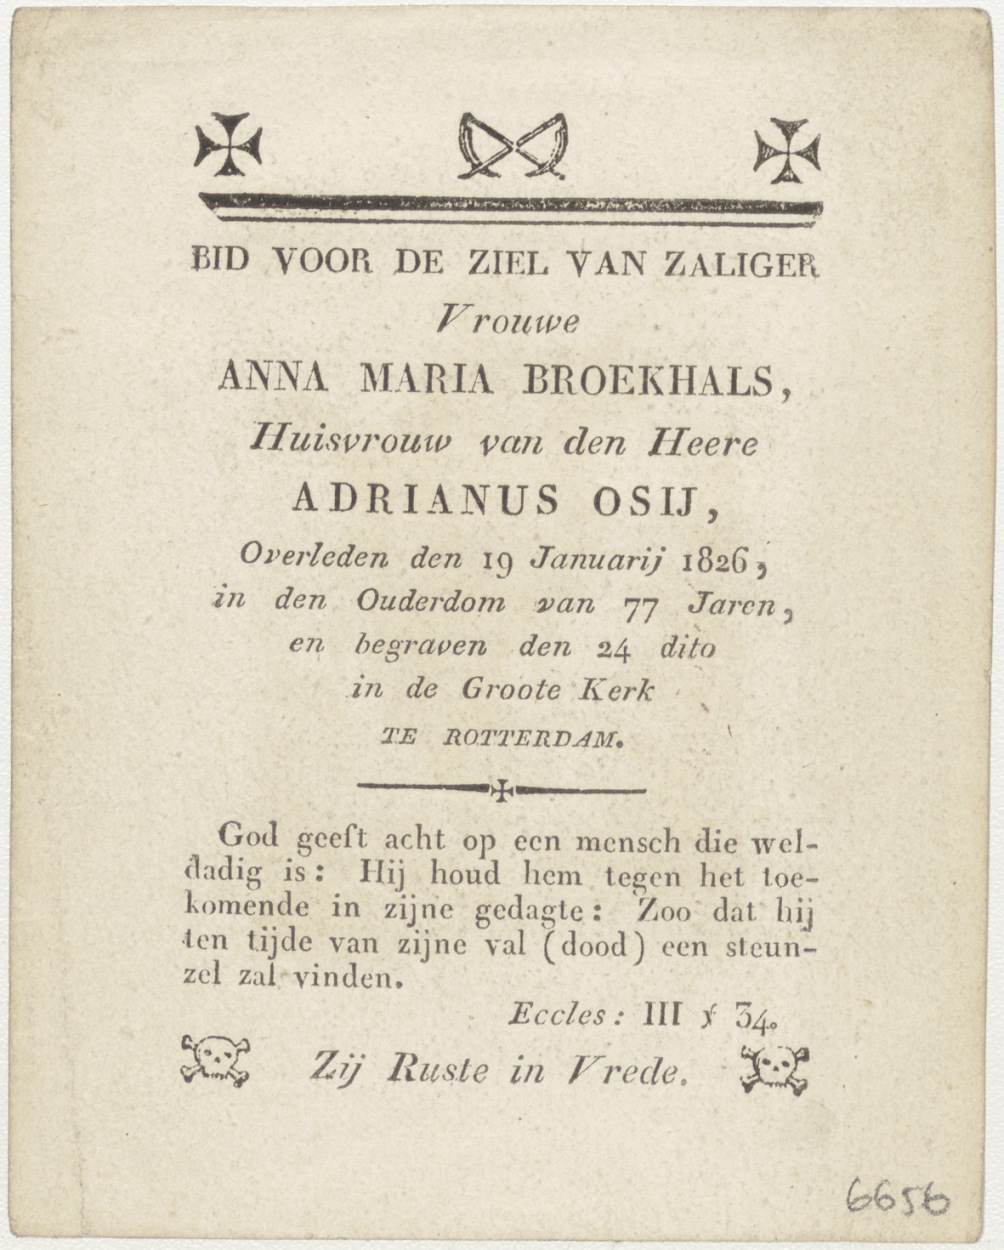 BID VOOR DE ZIEL VAN ZALIGER
Vrouwe
ANNA MARIA BROEKHALS,
Huisvrouw van den Heere
ADRIANUS OSIJ,
Overleden den 19 Januarij 1826,
in den Ouderdom van 77 Jaren,
en begraven den 24 dito
in de Groote Kerk
TE ROTTERDAM.
God geeſt acht op een mensch die wel-
dadig is: Hij houd hem tegen het toe-
komende in zijne gedagte: Zoo dat hij
ten tijde van zijne val (dood) een steun-
zel zal vinden.
Eccles: III ỹ 34.
Zij Ruste in Vrede.
6656